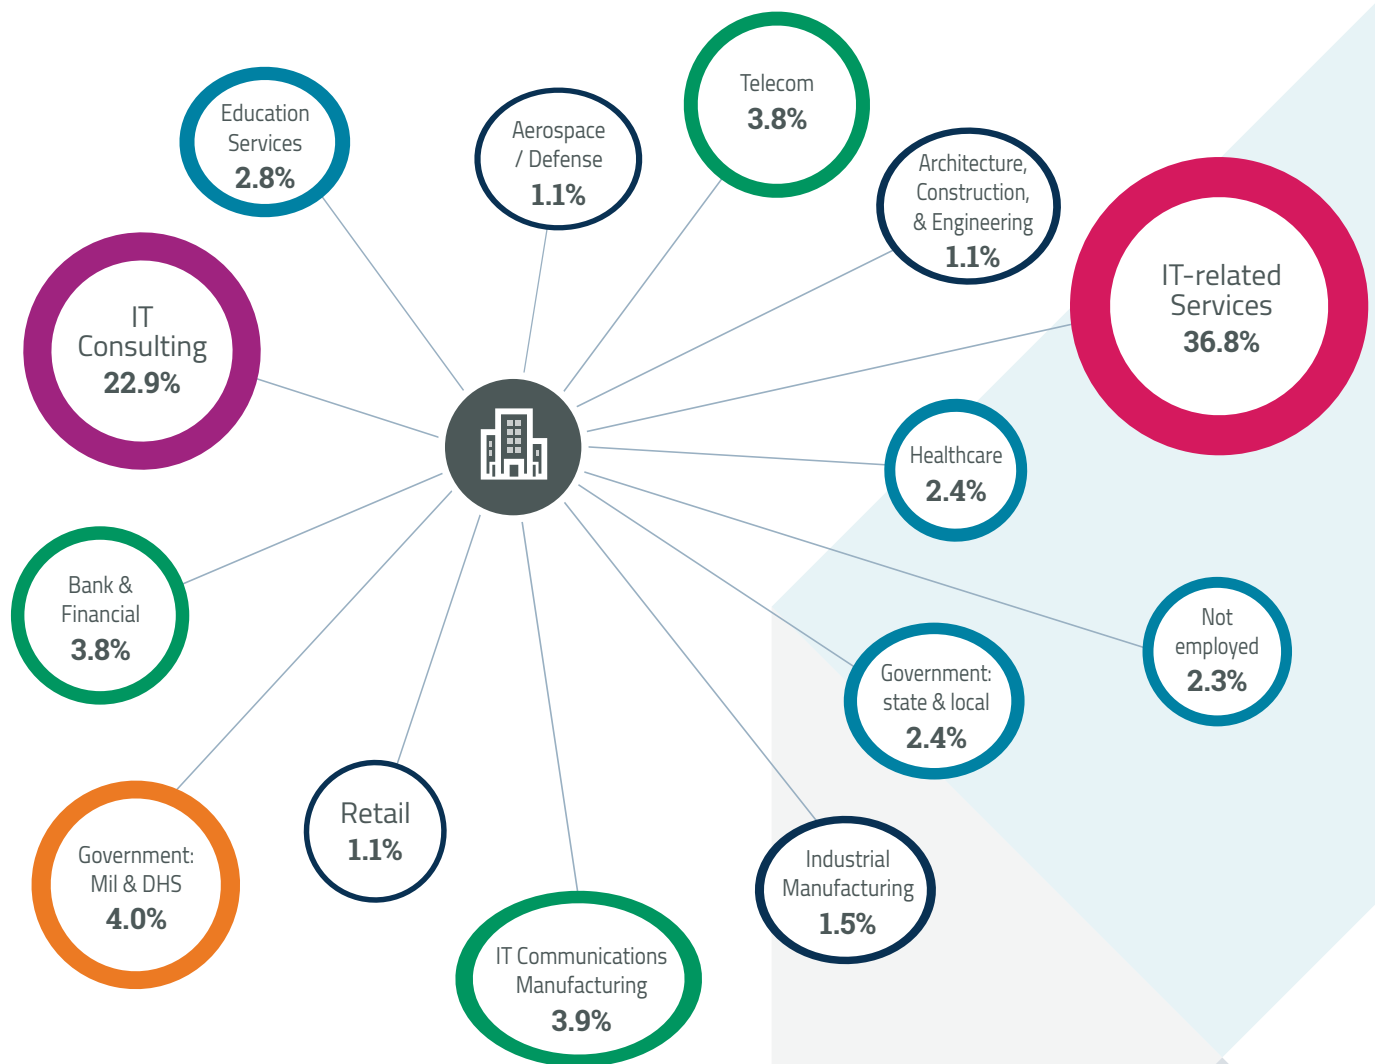 Telecom
3.8%
Education
Services
2.8%
Aerospace
/ Defense
1.1%
Architecture,
Construction,
& Engineering
1.1%
IT-related
Services
36.8%
IT
Consulting
22.9%
Healthcare
2.4%
Bank &
Financial
3.8%
Not
employed
2.3%
Government:
state & local
2.4%
Retail
1.1%
Government:
Mil & DHS
4.0%
Industrial
Manufacturing
1.5%
IT Communications
Manufacturing
3.9%